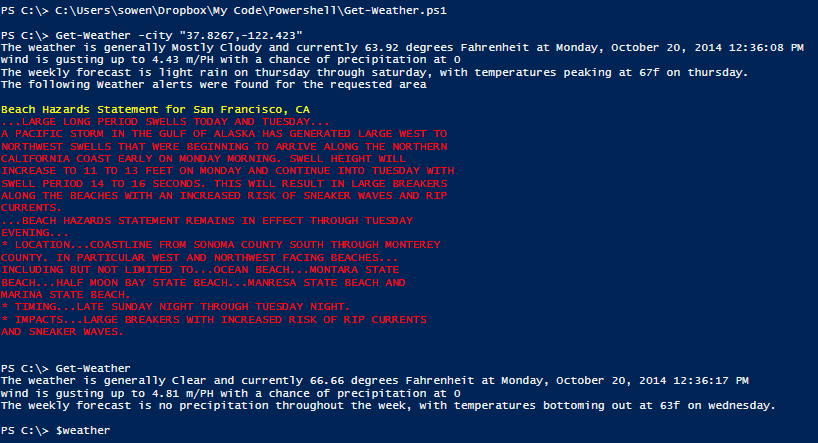 PS C:\> C:\Users\sowen\Dropbox\My Code\Powershell\Get-Weather.ps1
PS C:\> Get-Weather -city "37.8267,-122.423"
The weather is generally Mostly Cloudy and currently 63.92 degrees Fahrenheit at Monday, October 20, 2014 12:36:08 PM
wind is gusting up to 4.43 m/PH with a chance of precipitation at 0
The weekly forecast is light rain on thursday through saturday, with temperatures peaking at 67f on thursday.
The following Weather alerts were found for the requested area
Beach Hazards Statement for San Francisco, CA
...LARGE LONG PERIOD SWELLS TODAY AND TUESDAY...
A PACIFIC STORM IN THE GULF OF ALASKA HAS GENERATED LARGE WEST TO
NORTHWEST SWELLS THAT WERE BEGINNING TO ARRIVE ALONG THE NORTHERN
CALIFORNIA COAST EARLY ON MONDAY MORNING. SWELL HEIGHT WILL
INCREASE TO 11 TO 13 FEET ON MONDAY AND CONTINUE INTO TUESDAY WITH
SWELL PERIOD 14 TO 16 SECONDS. THIS WILL RESULT IN LARGE BREAKERS
ALONG THE BEACHES WITH AN INCREASED RISK OF SNEAKER WAVES AND RIP
CURRENTS.
...BEACH HAZARDS STATEMENT REMAINS IN EFFECT THROUGH TUESDAY
EVENING...
* LOCATION...COASTLINE FROM SONOMA COUNTY SOUTH THROUGH MONTEREY
COUNTY. IN PARTICULAR WEST AND NORTHWEST FACING BEACHES...
INCLUDING BUT NOT LIMITED TO...OCEAN BEACH...MONTARA STATE
BEACH...HALF MOON BAY STATE BEACH...MANRESA STATE BEACH AND
MARINA STATE BEACH.
* TIMING...LATE SUNDAY NIGHT THROUGH TUESDAY NIGHT.
* IMPACTS...LARGE BREAKERS WITH INCREASED RISK OF RIP CURRENTS
AND SNEAKER WAVES.
PS C:\> Get-Weather
The weather is generally Clear and currently 66.66 degrees Fahrenheit at Monday, October 20, 2014 12:36:17 PM
wind is gusting up to 4.81 m/PH with a chance of precipitation at 0
The weekly forecast is no precipitation throughout the week, with temperatures bottoming out at 63f on wednesday.
PS C:\> $weather